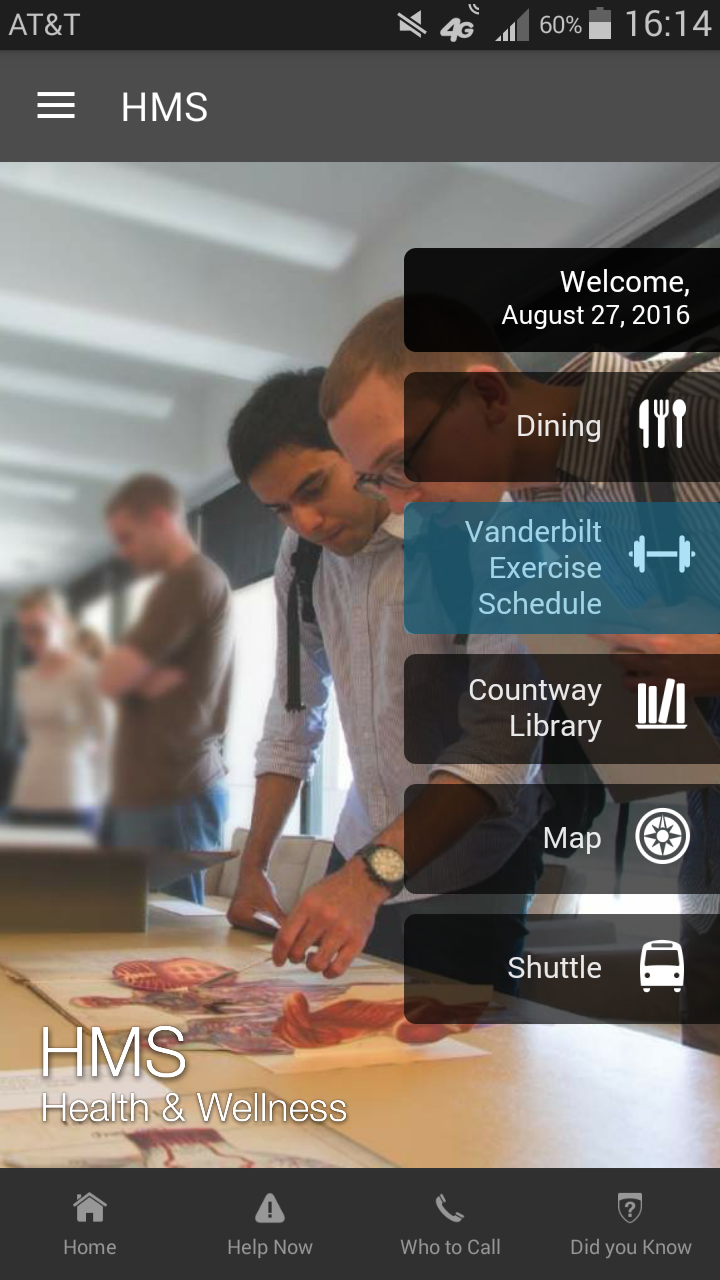 AT&T 4G 60% 16:14
HMS
Welcome,
August 27, 2016
Dining
Vanderbilt
Exercise
Schedule
Countway
Library
Map
Shuttle
HMS
Health & Wellness
Home Help Now Who to Call Did you Know